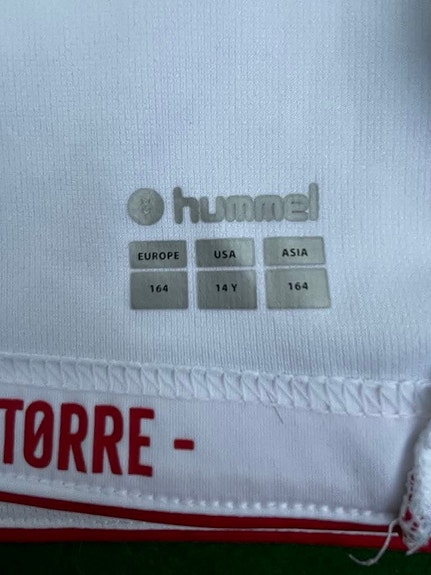 hummel
EUROPE USA ASIA
164 14 Y 164
TØRRE -